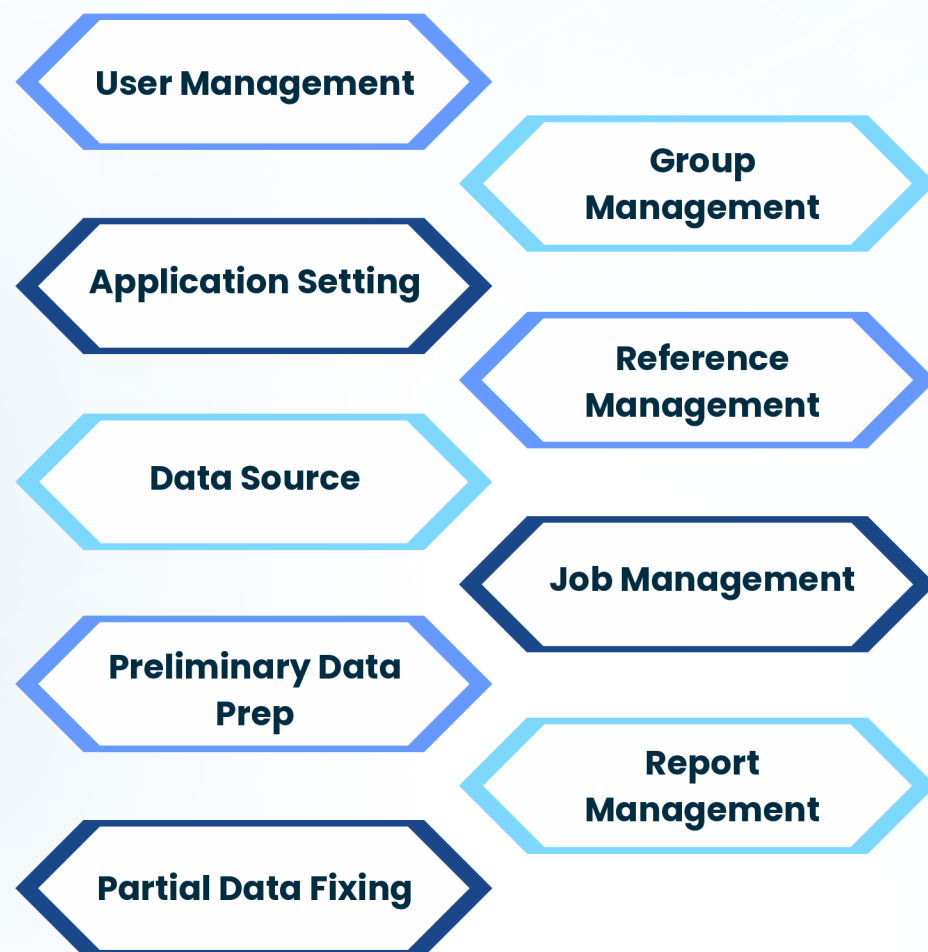 User Management
Group
Management
Application Setting
Reference
Management
Data Source
Job Management
Preliminary Data
Prep
Report
Management
Partial Data Fixing